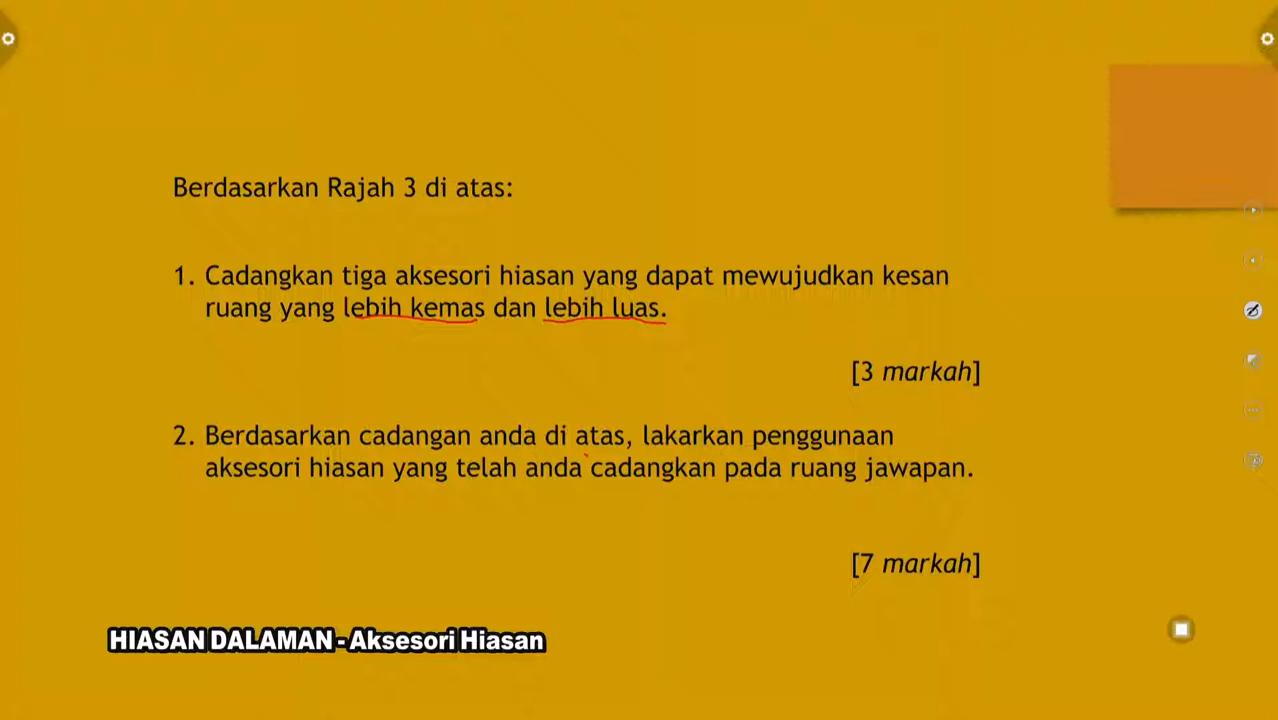 Berdasarkan Rajah 3 di atas:
1. Cadangkan tiga aksesori hiasan yang dapat mewujudkan kesan
ruang yang lebih kemas dan lebih luas.
[3 markah]
2. Berdasarkan cadangan anda di atas, lakarkan penggunaan
aksesori hiasan yang telah anda cadangkan pada ruang jawapan.
[7 markah]
HIASAN DALAMAN - Aksesori Hiasan